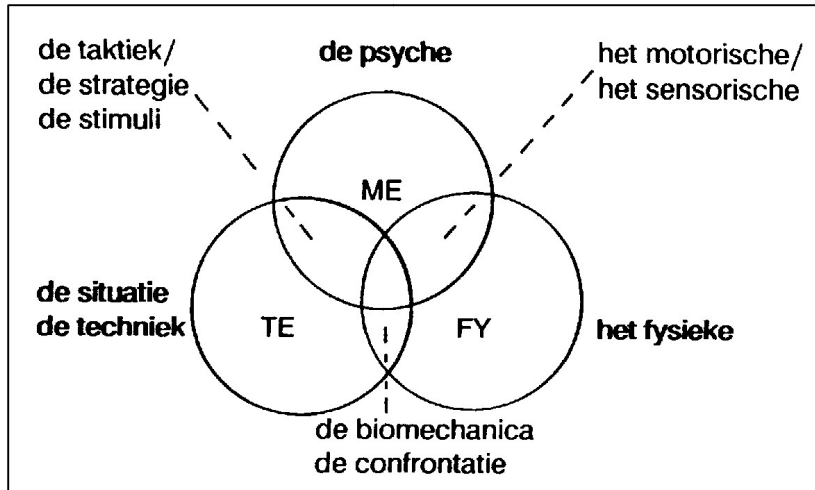 de taktiek/
de strategie
de stimuli
de psyche
het motorische/
het sensorische
ME
de situatie
de techniek
TE
FY
het fysieke
de biomechanica
de confrontatie